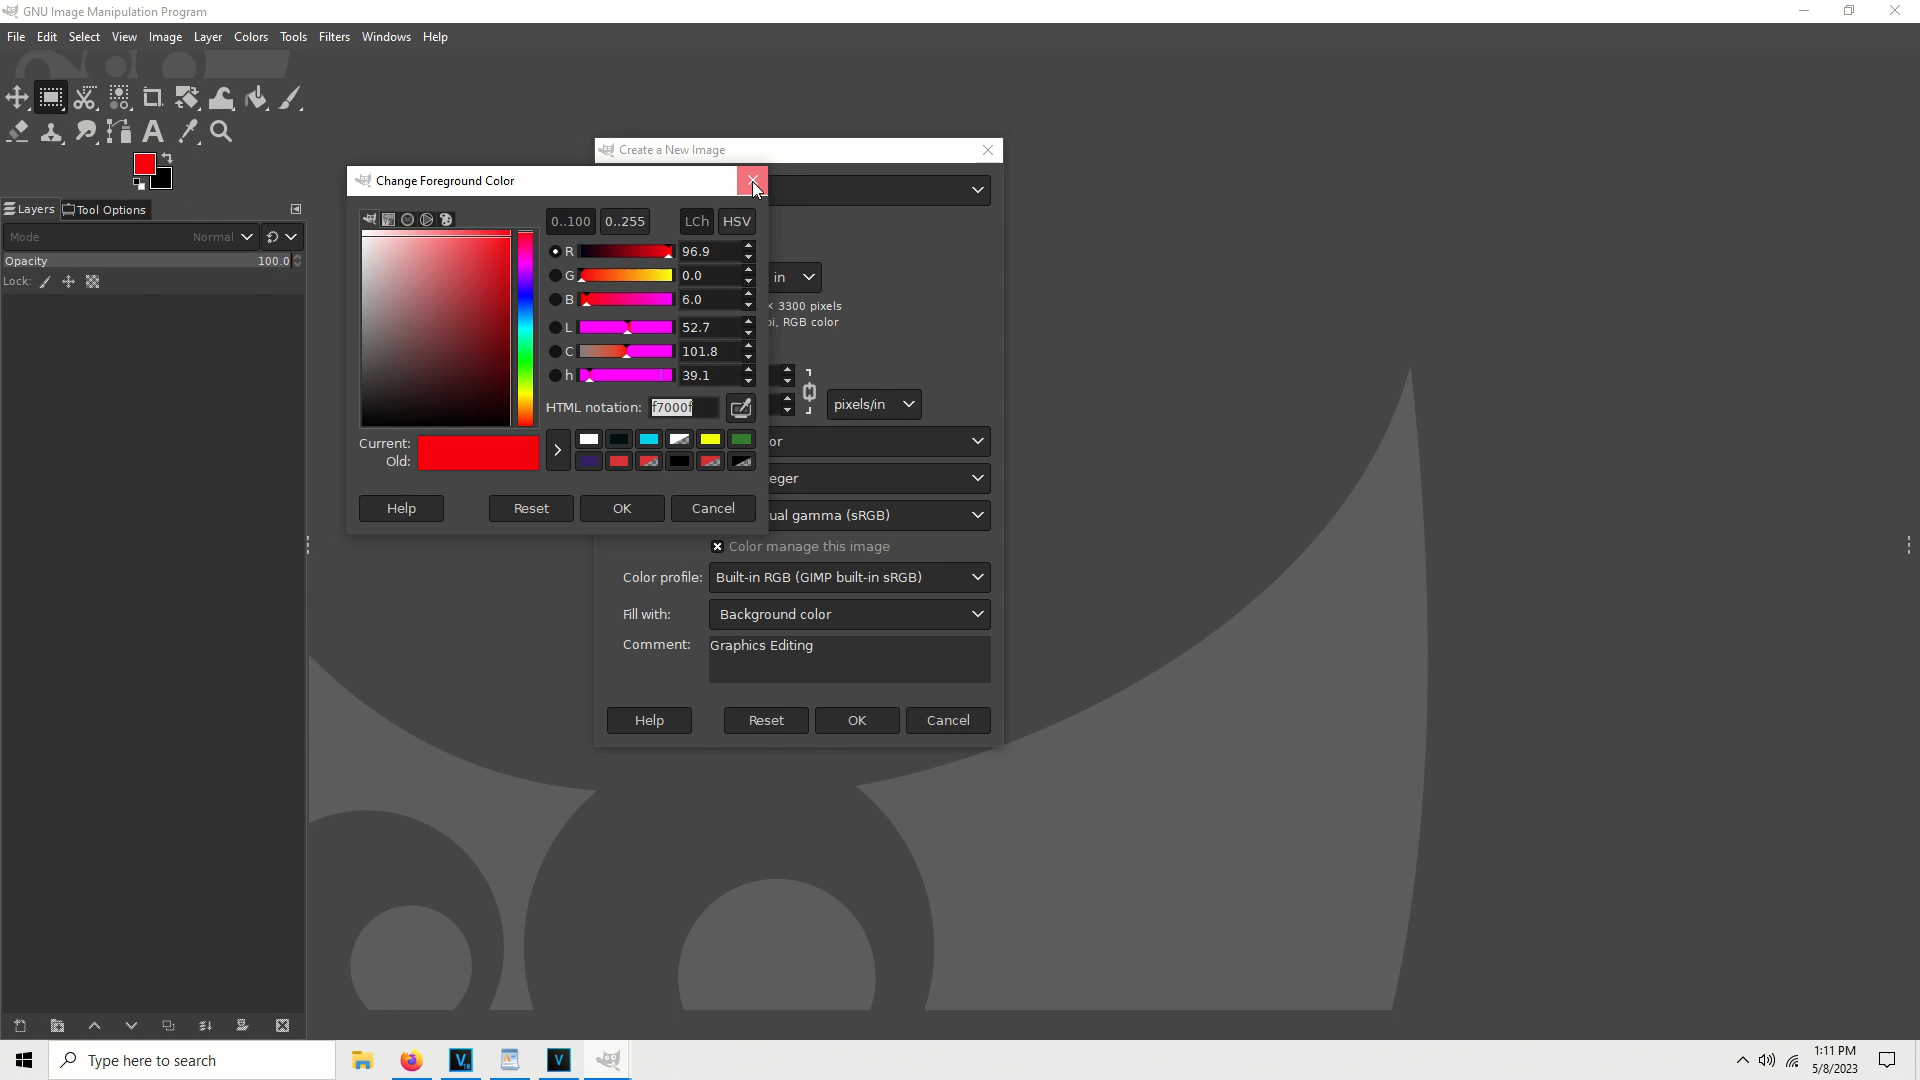 GNU Image Manipulation Program
File Edit Select View Image Layer Colors Tools Filters Windows Help
Create a New Image
Change Foreground Color
Layers Tool Options
0..100 0..255 LCh HSV
Mode Normal
R 96.9
Opacity 100.0
G 0.0
in
Lock:
B 6.0
× 3300 pixels
RGB color
L 52.7
C 101.8
h 39.1
HTML notation: f7000f
pixels/in
Current:
Old:
Help Reset OK Cancel
(sRGB)
Color manage this image
Color profile: Built-in RGB (GIMP built-in sRGB)
Fill with: Background color
Comment: Graphics Editing
Help Reset OK Cancel
Type here to search
1:11 PM
5/8/2023